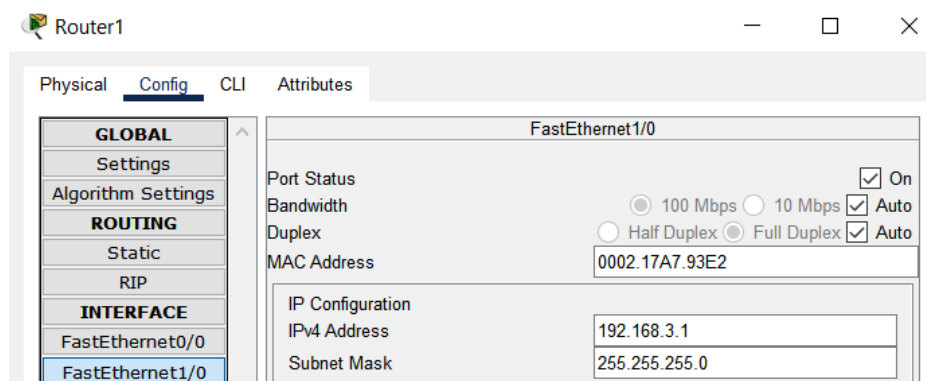 Router1
Physical Config CLI Attributes
GLOBAL
Settings
Algorithm Settings
ROUTING
Static
RIP
INTERFACE
FastEthernet0/0
FastEthernet1/0
FastEthernet1/0
Port Status On
Bandwidth 100 Mbps 10 Mbps Auto
Duplex Half Duplex Full Duplex Auto
MAC Address 0002.17A7.93E2
IP Configuration
IPv4 Address 192.168.3.1
Subnet Mask 255.255.255.0